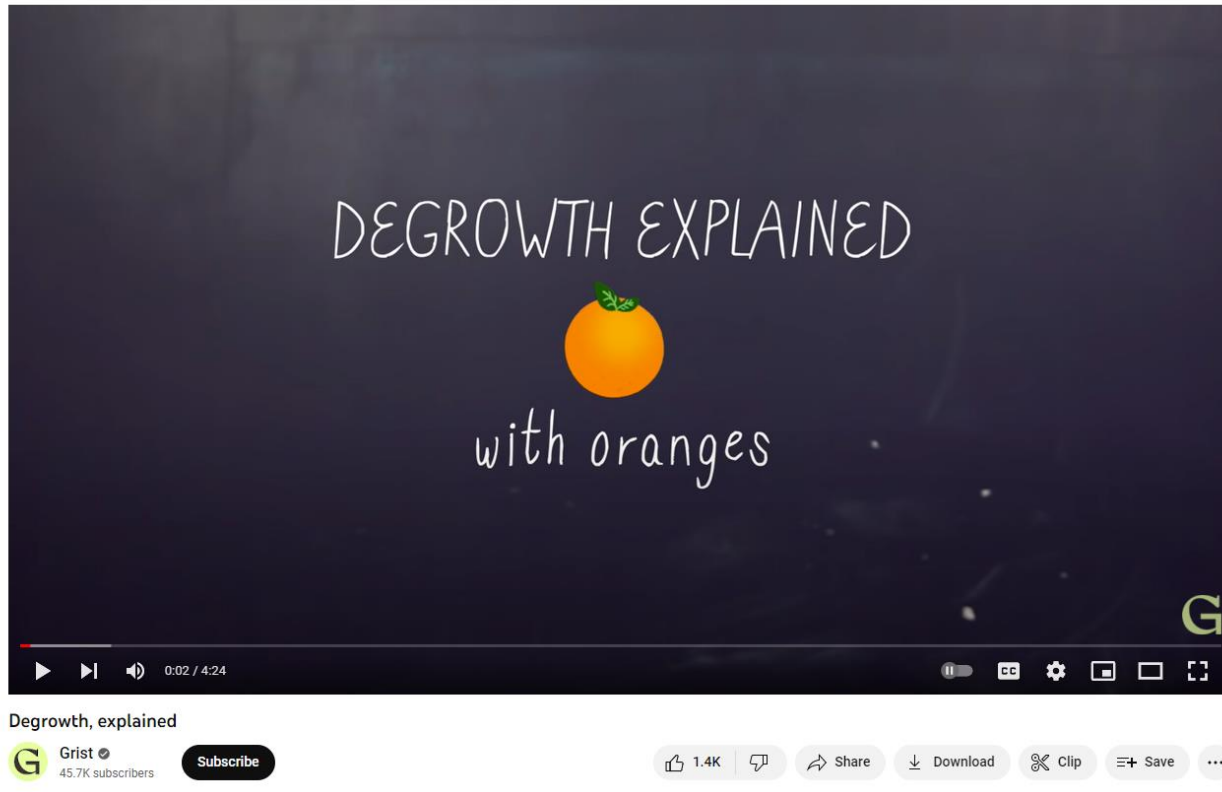 DEGROWTH EXPLAINED
with oranges
G
0:02 / 4:24
CC
Degrowth, explained
G
Grist
45.7K subscribers
Subscribe
1.4K
Share
Download
Clip
Save